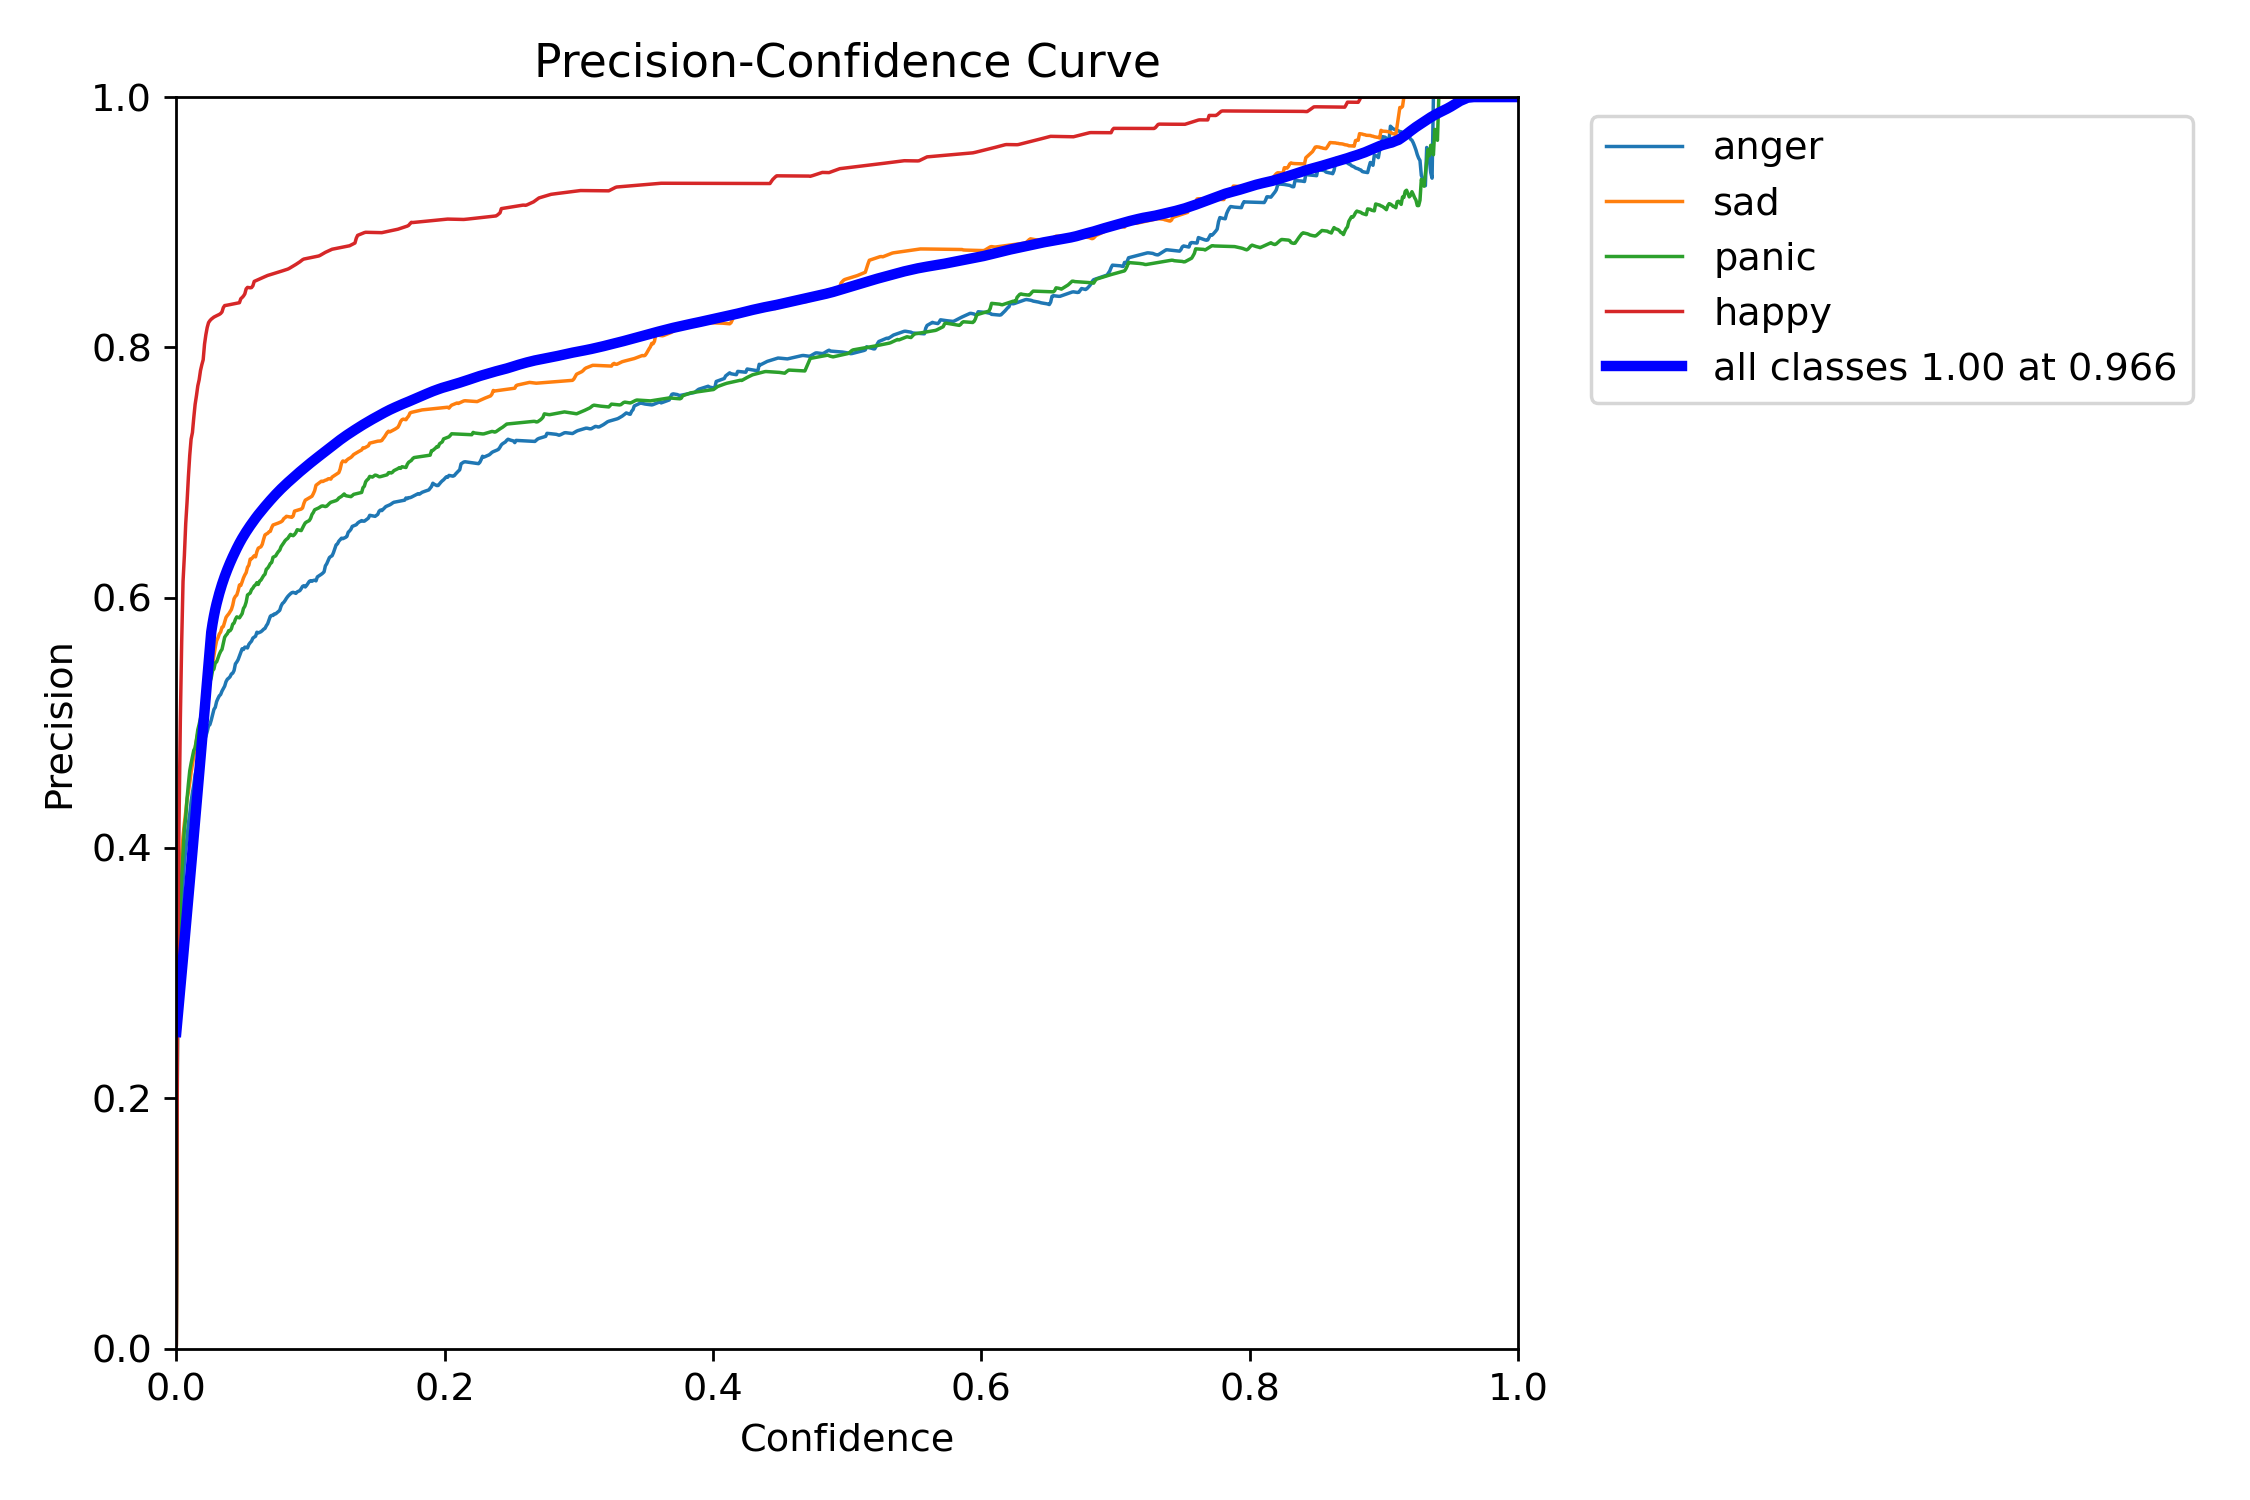 Precision-Confidence Curve
1.0
0.8
0.6
0.4
0.2
0.0
Precision
0.0 0.2 0.4 0.6 0.8 1.0
Confidence
anger
sad
panic
happy
all classes 1.00 at 0.966